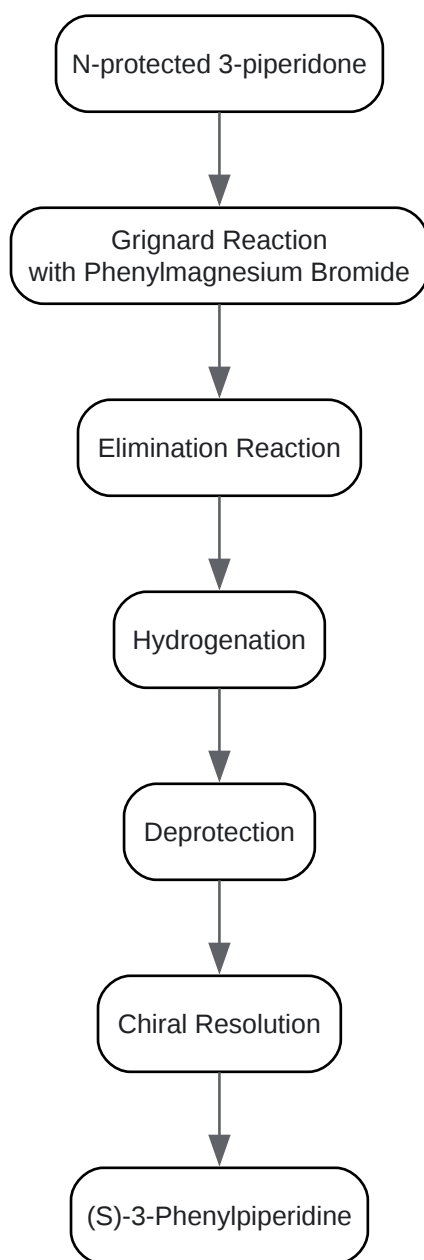 N-protected 3-piperidone
Grignard Reaction
with Phenylmagnesium Bromide
Elimination Reaction
Hydrogenation
Deprotection
Chiral Resolution
(S)-3-Phenylpiperidine